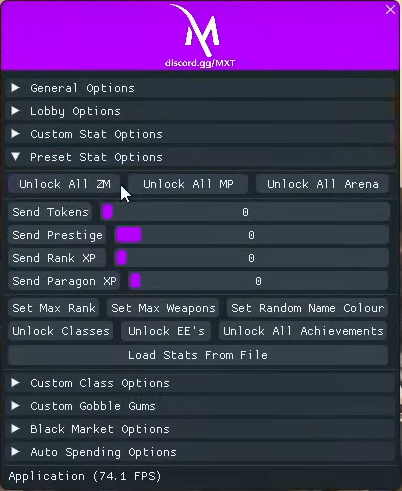 discord.gg/MXT
General Options
Lobby Options
Custom Stat Options
Preset Stat Options
Unlock All ZM Unlock All MP Unlock All Arena
Send Tokens 0
Send Prestige 0
Send Rank XP 0
Send Paragon XP 0
Set Max Rank Set Max Weapons Set Random Name Colour
Unlock Classes Unlock EE's Unlock All Achievements
Load Stats From File
Custom Class Options
Custom Gobble Gums
Black Market Options
Auto Spending Options
Application (74.1 FPS)